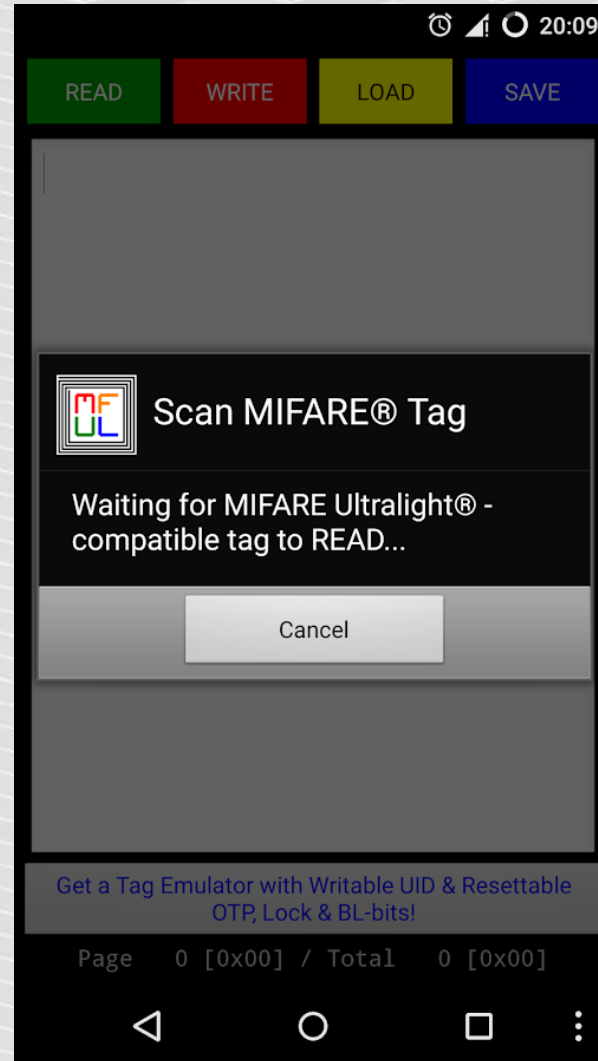 20:09
READ WRITE LOAD SAVE
MF
UL
Scan MIFARE® Tag
Waiting for MIFARE Ultralight® -
compatible tag to READ...
Cancel
Get a Tag Emulator with Writable UID & Resettable
OTP, Lock & BL-bits!
Page 0 [0x00] / Total 0 [0x00]